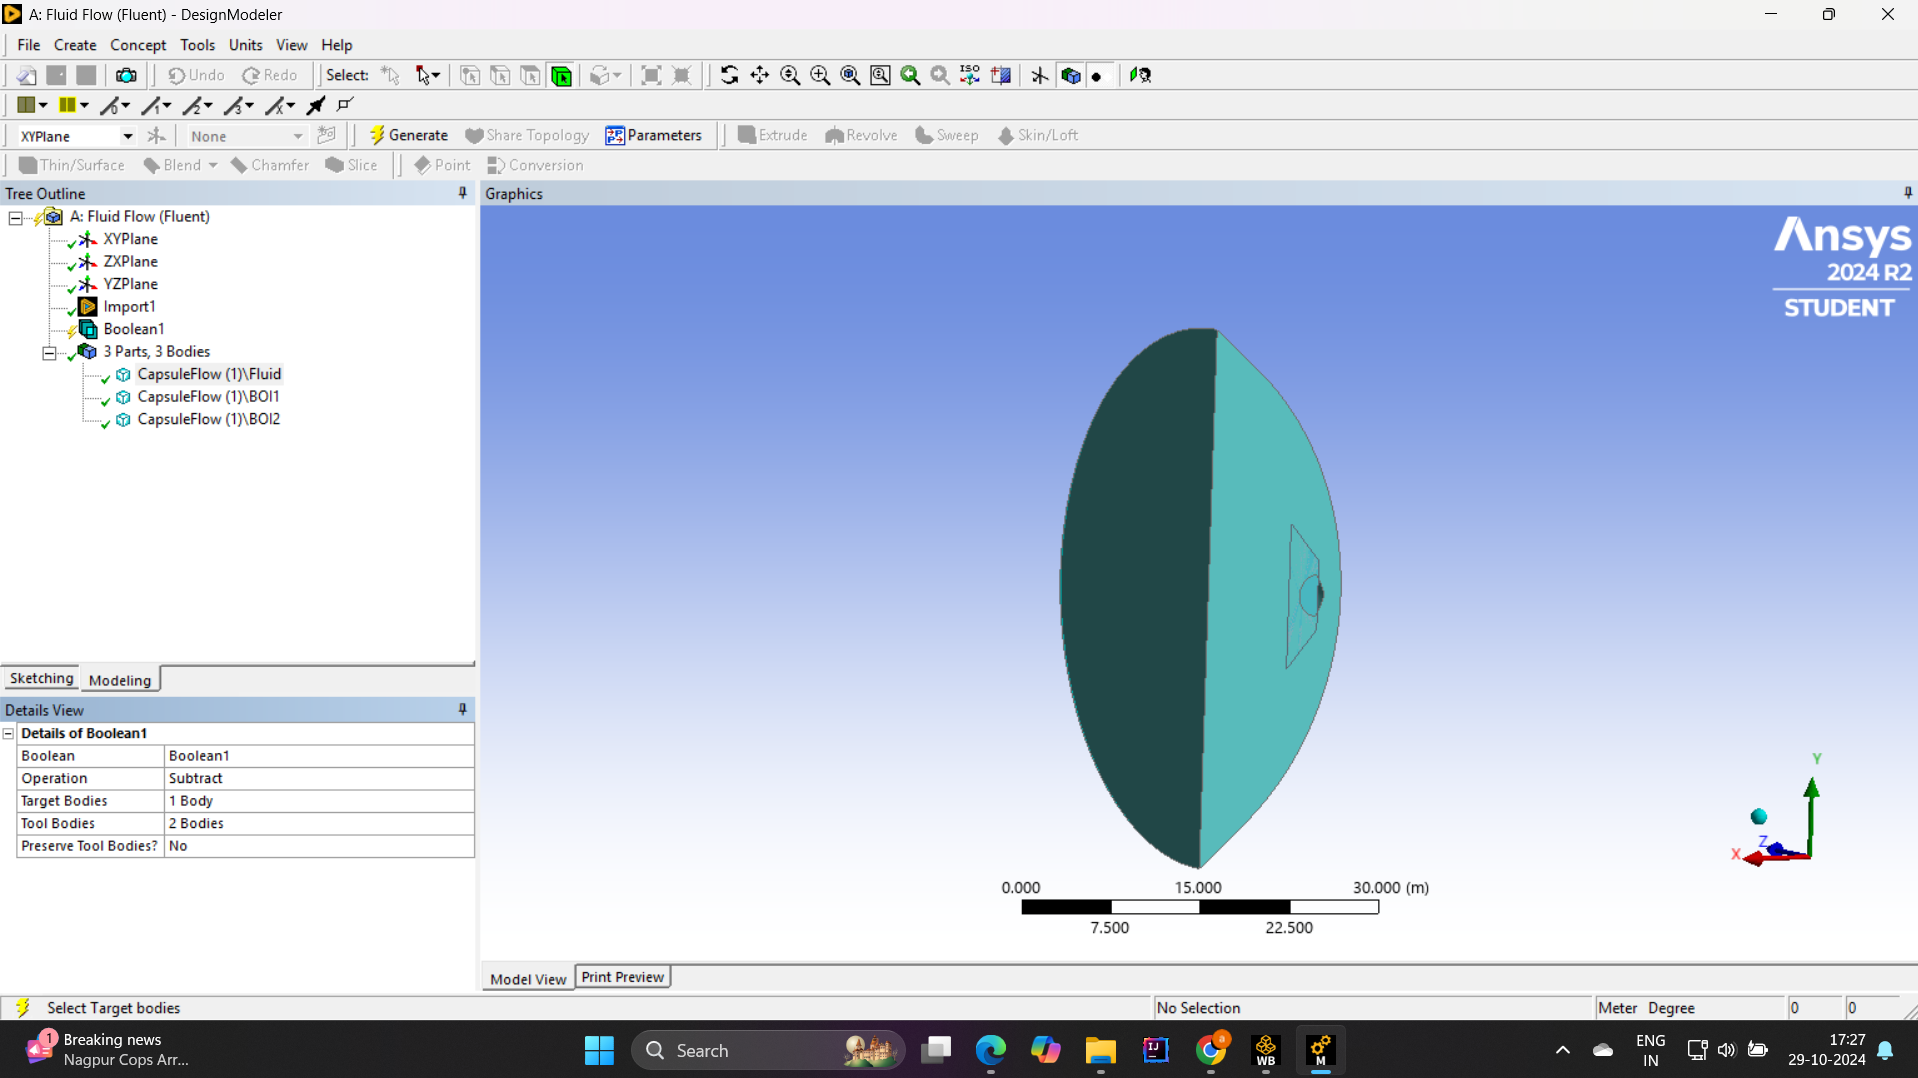 A: Fluid Flow (Fluent) - DesignModeler
File Create Concept Tools Units View Help
Undo Redo Select: ISO
XYPlane None Generate Share Topology Parameters Extrude Revolve Sweep Skin/Loft
Thin/Surface Blend Chamfer Slice Point Conversion
Tree Outline
A: Fluid Flow (Fluent)
XYPlane
ZXPlane
YZPlane
Import1
Boolean1
3 Parts, 3 Bodies
CapsuleFlow (1)\Fluid
CapsuleFlow (1)\BOI1
CapsuleFlow (1)\BOI2
Sketching Modeling
Details View
Details of Boolean1
Boolean Boolean1
Operation Subtract
Target Bodies 1 Body
Tool Bodies 2 Bodies
Preserve Tool Bodies? No
Graphics
Ansys
2024 R2
STUDENT
Y
Z
X
0.000 15.000 30.000 (m)
7.500 22.500
Model View Print Preview
Select Target bodies No Selection Meter Degree 0 0
1 Breaking news
Nagpur Cops Arr...
Search
IJ
a
WB
M
ENG
IN
17:27
29-10-2024